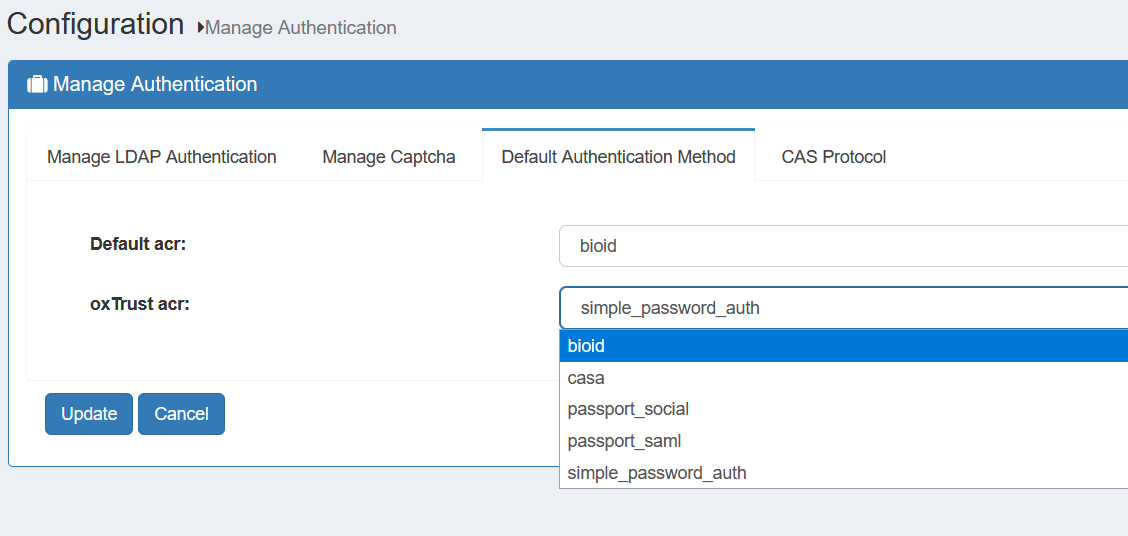 Configuration Manage Authentication
Manage Authentication
Manage LDAP Authentication Manage Captcha Default Authentication Method CAS Protocol
Default acr: bioid
oxTrust acr: simple_password_auth
bioid
casa
passport_social
passport_saml
simple_password_auth
Update Cancel